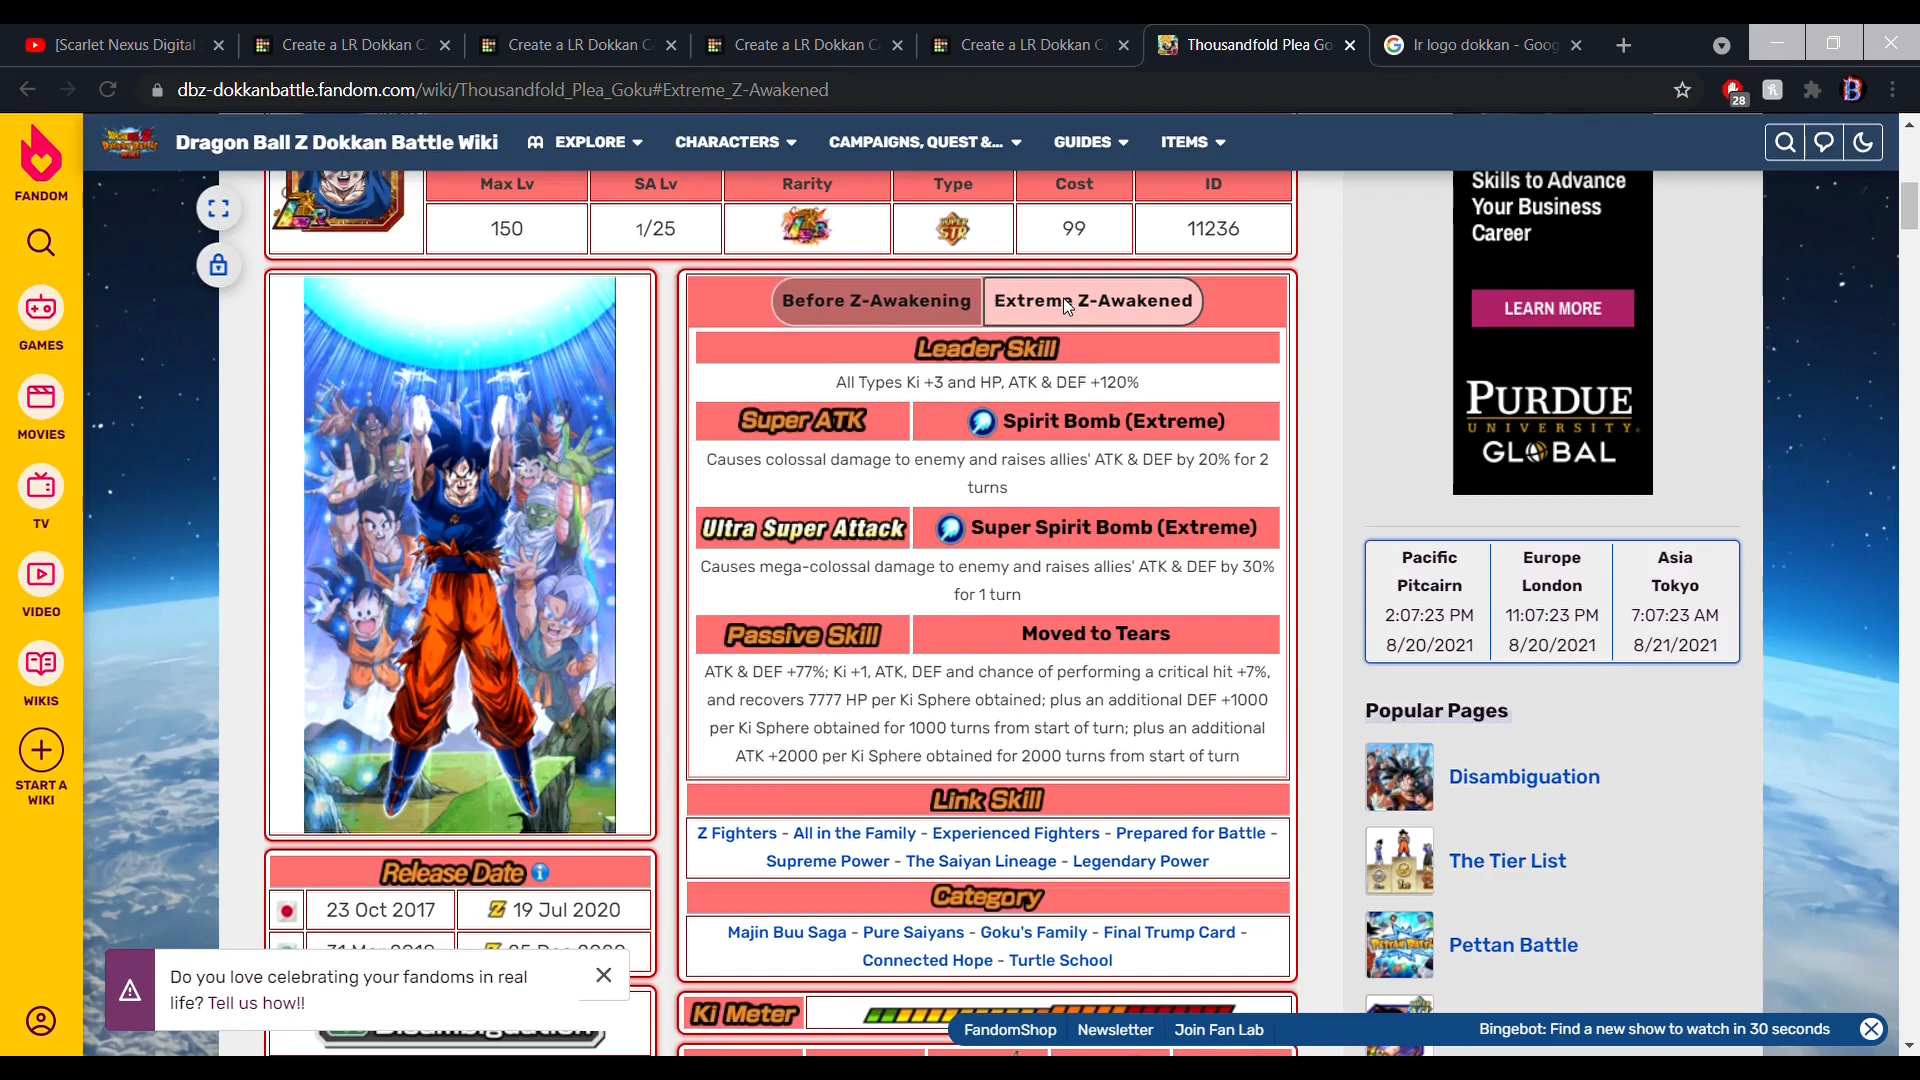 [Scarlet Nexus Digital
Create a LR Dokkan C
Create a LR Dokkan C
Create a LR Dokkan C
Create a LR Dokkan C
Thousandfold Plea Go
lr logo dokkan - Goog
dbz-dokkanbattle.fandom.com/wiki/Thousandfold_Plea_Goku#Extreme_Z-Awakened
28
Dragon Ball Z Dokkan Battle Wiki
EXPLORE
CHARACTERS
CAMPAIGNS, QUEST &...
GUIDES
ITEMS
FANDOM
GAMES
MOVIES
TV
VIDEO
WIKIS
START A
WIKI
Max Lv
SA Lv
Rarity
Type
Cost
ID
150
1/25
LR
SUPER
STR
99
11236
Before Z-Awakening
Extreme Z-Awakened
Leader Skill
All Types Ki +3 and HP, ATK & DEF +120%
Super ATK
Spirit Bomb (Extreme)
Causes colossal damage to enemy and raises allies' ATK & DEF by 20% for 2
turns
Ultra Super Attack
Super Spirit Bomb (Extreme)
Causes mega-colossal damage to enemy and raises allies' ATK & DEF by 30%
for 1 turn
Passive Skill
Moved to Tears
ATK & DEF +77%; Ki +1, ATK, DEF and chance of performing a critical hit +7%,
and recovers 7777 HP per Ki Sphere obtained; plus an additional DEF +1000
per Ki Sphere obtained for 1000 turns from start of turn; plus an additional
ATK +2000 per Ki Sphere obtained for 2000 turns from start of turn
Link Skill
Z Fighters - All in the Family - Experienced Fighters - Prepared for Battle -
Supreme Power - The Saiyan Lineage - Legendary Power
Category
Majin Buu Saga - Pure Saiyans - Goku's Family - Final Trump Card -
Connected Hope - Turtle School
Ki Meter
Release Date
23 Oct 2017
Z 19 Jul 2020
Do you love celebrating your fandoms in real
life? Tell us how!!
Disambiguation
Skills to Advance
Your Business
Career
LEARN MORE
PURDUE
UNIVERSITY
GLOBAL
Pacific
Pitcairn
2:07:23 PM
8/20/2021
Europe
London
11:07:23 PM
8/20/2021
Asia
Tokyo
7:07:23 AM
8/21/2021
Popular Pages
Disambiguation
The Tier List
Pettan Battle
FandomShop
Newsletter
Join Fan Lab
Bingebot: Find a new show to watch in 30 seconds